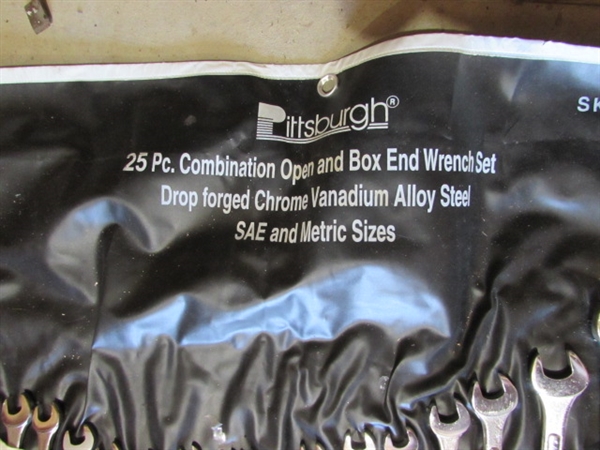 Pittsburgh®
SK
25 Pc. Combination Open and Box End Wrench Set
Drop forged Chrome Vanadium Alloy Steel
SAE and Metric Sizes